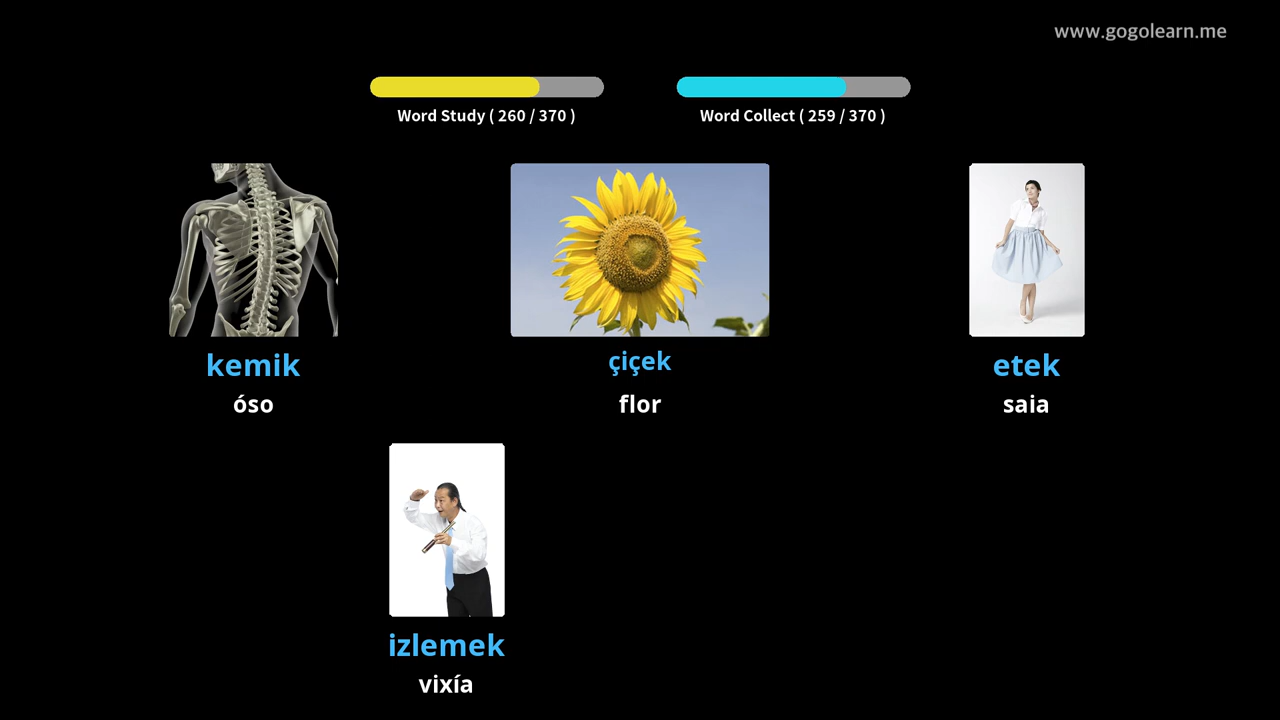 www.gogolearn.me
Word Study ( 260 / 370 )
Word Collect ( 259 / 370 )
kemik
óso
çiçek
flor
etek
saia
izlemek
vixía